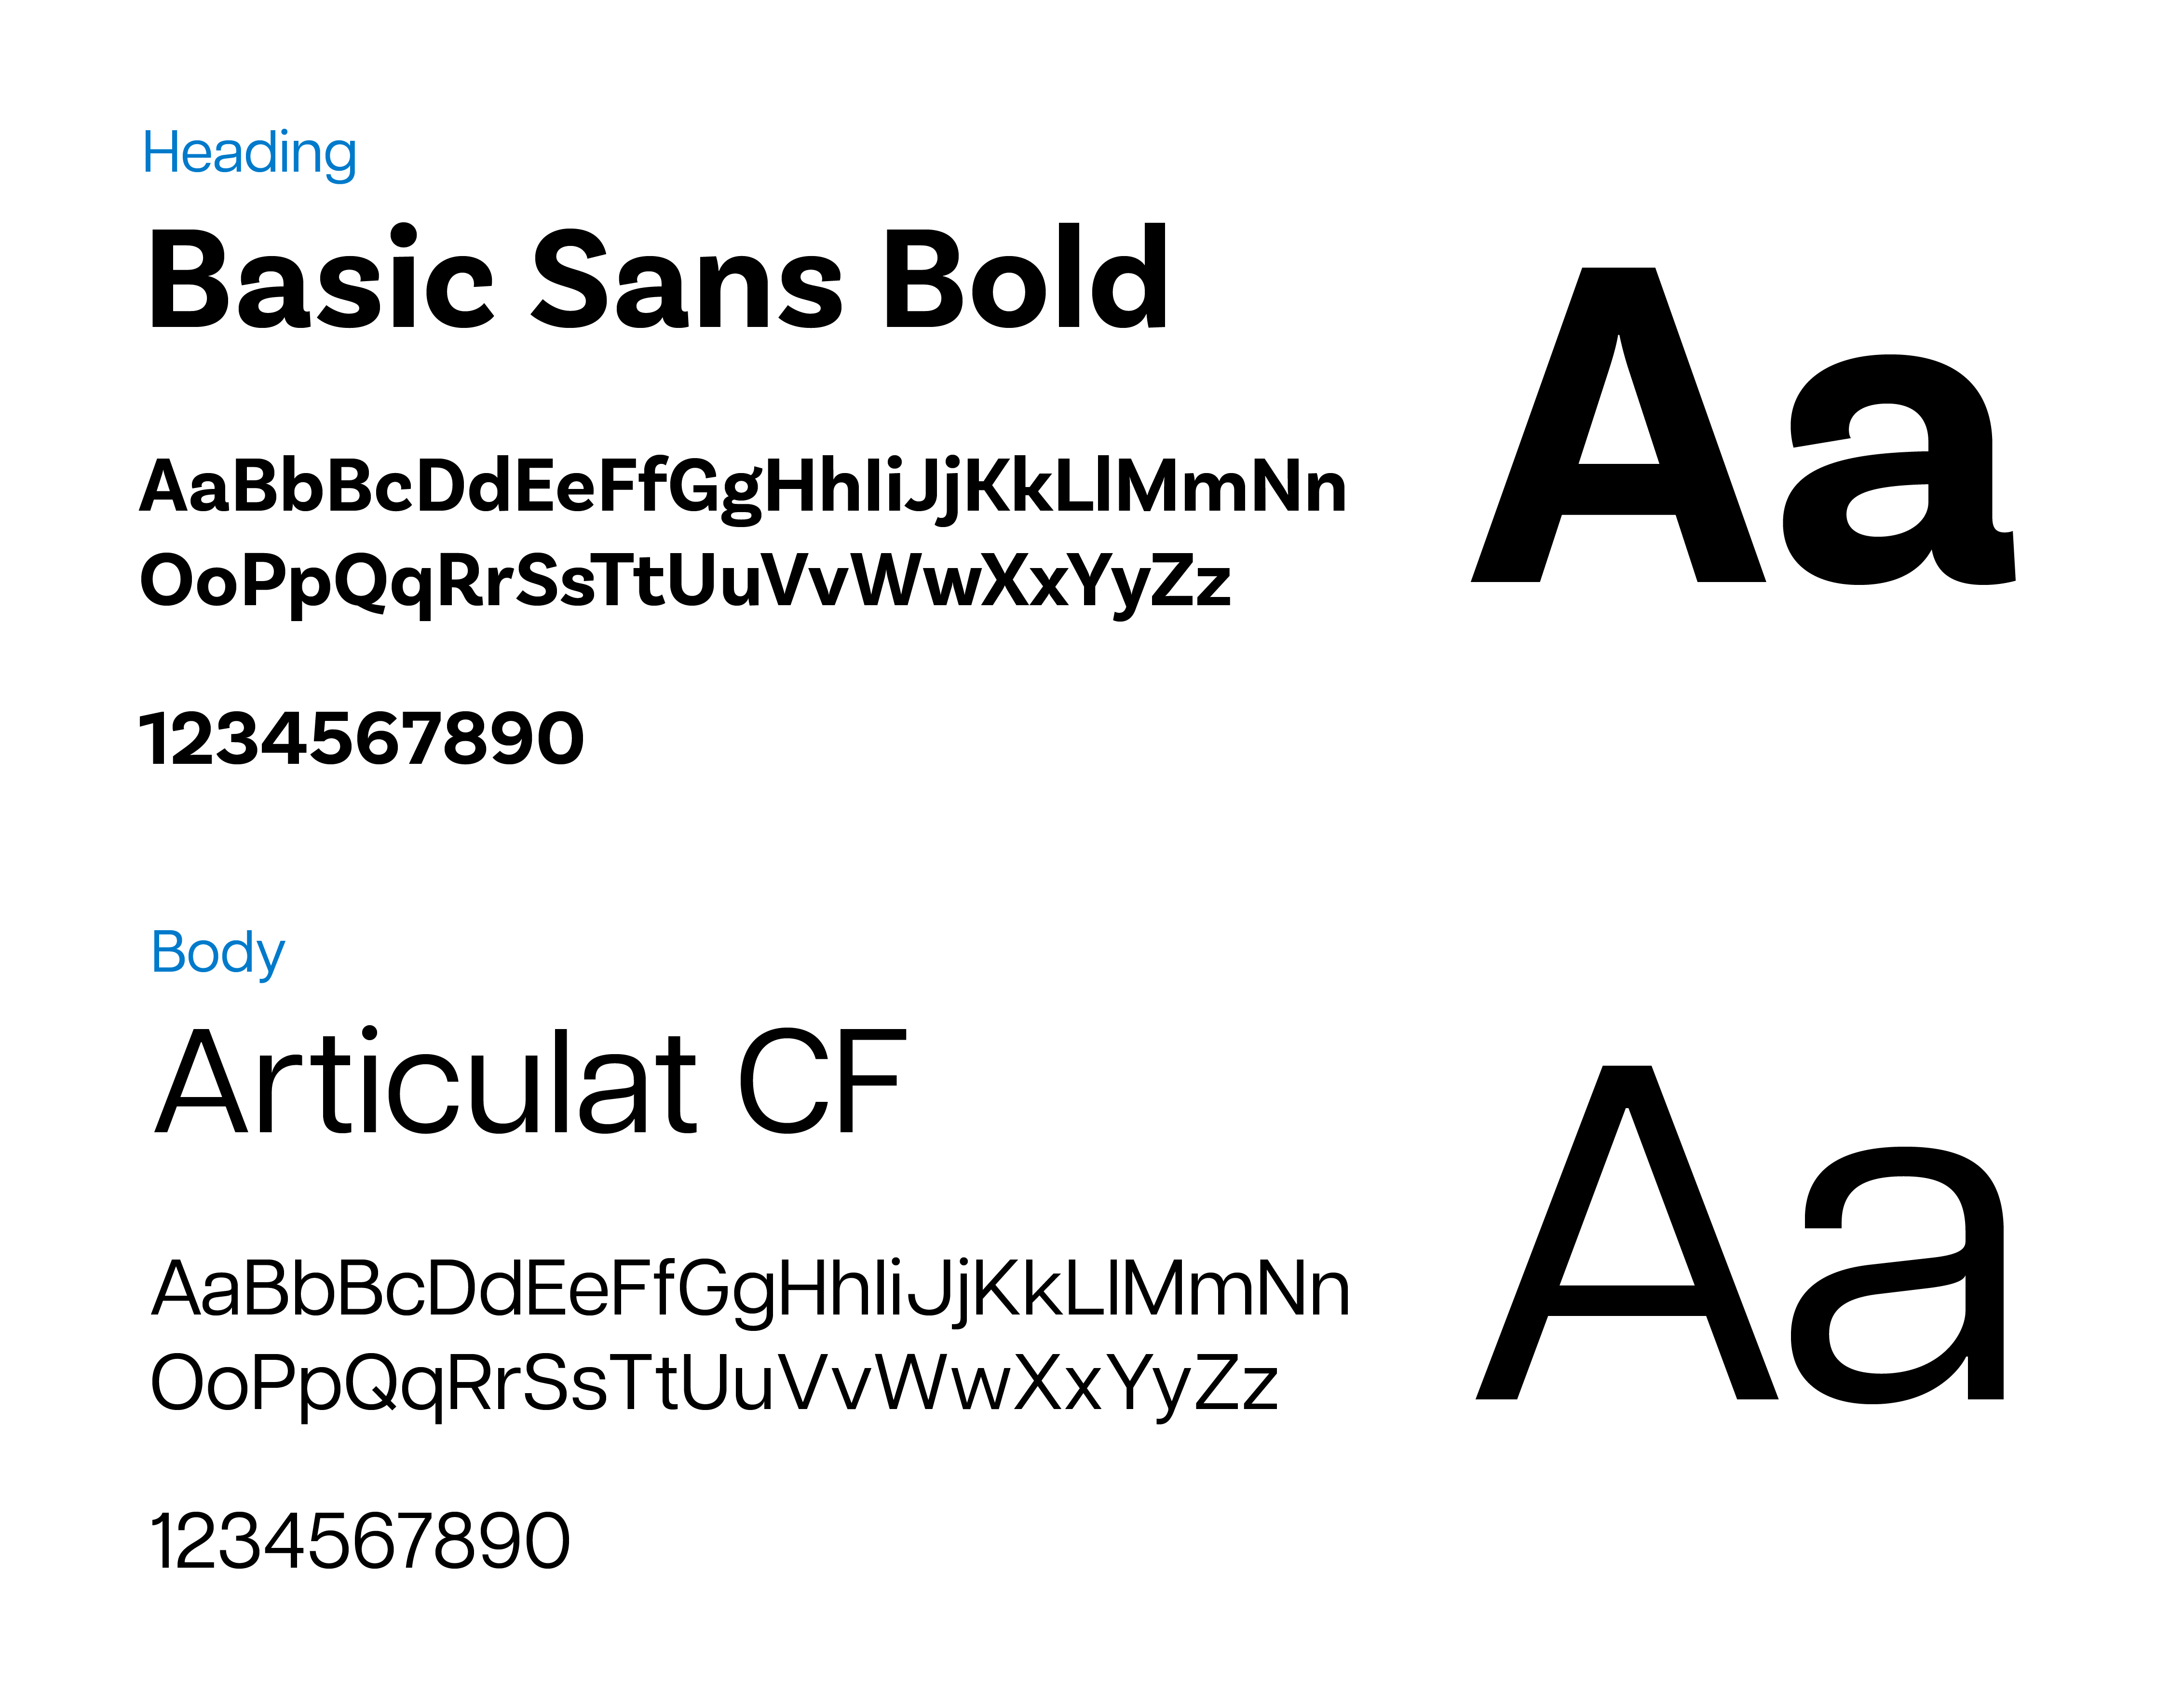 Heading
Basic Sans Bold
Aa
AaBbBcDdEeFfGgHhIiJjKkLlMmNn
OoPpQqRrSsTtUuVvWwXxYyZz
1234567890
Body
Articulat CF
Aa
AaBbBcDdEeFfGgHhIiJjKkLlMmNn
OoPpQqRrSsTtUuVvWwXxYyZz
1234567890